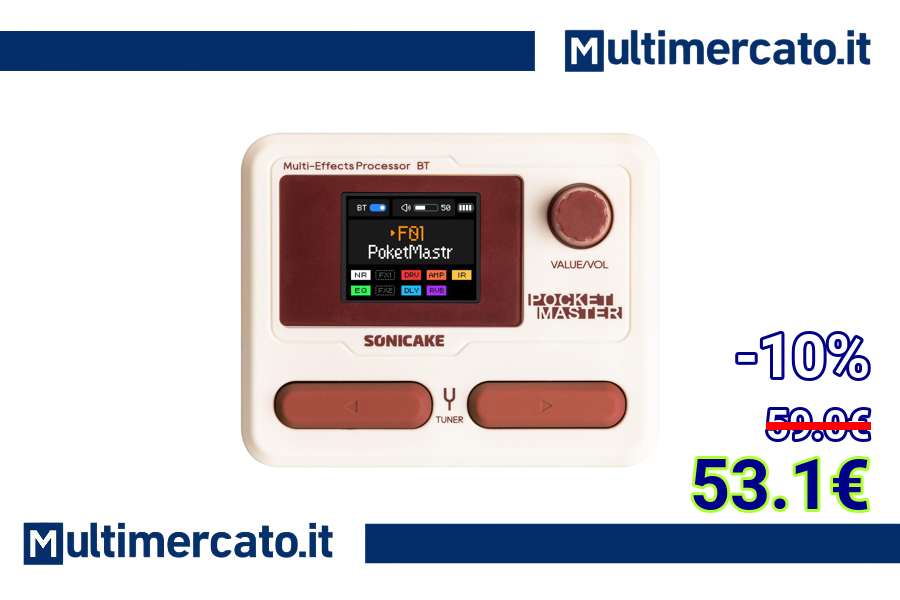 Multimercato.it
Multi-Effects Processor BT
BT 50
F01
PoketMastr
NR FX1 DRV AMP IR
EQ FX2 DLY RVB
VALUE/VOL
POCKET
MASTER
SONICAKE
TUNER
-10%
59.0€
53.1€
Multimercato.it